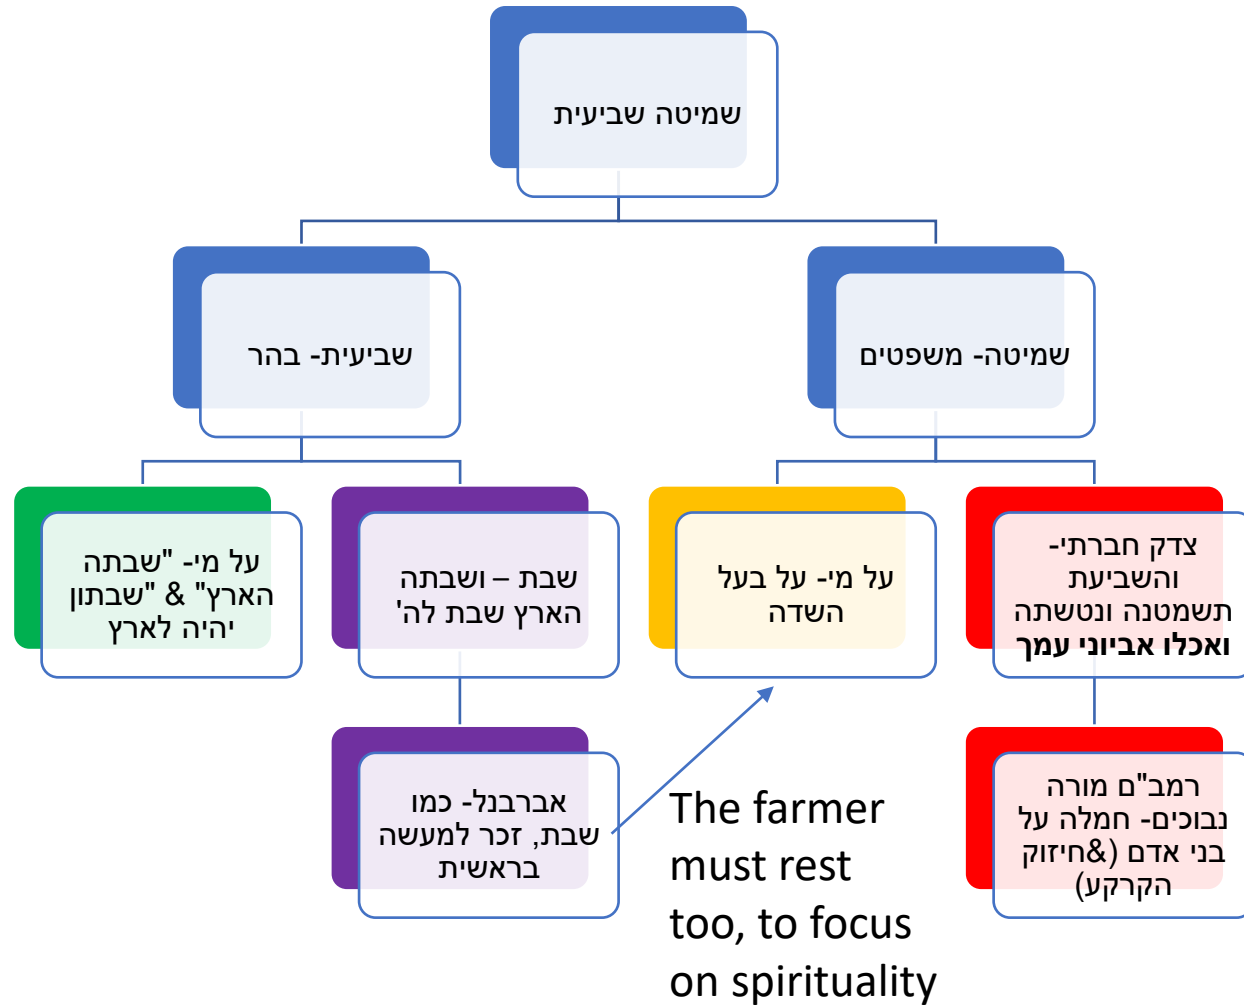 שמיטה שביעית
שמיטה- משפטים
שביעית- בהר
צדק חברתי-
והשביעת
תשמטנה ונטשתה
ואכלו אביוני עמך
על מי- על בעל
השדה
שבת – ושבתה
הארץ שבת לה'
על מי- "שבתה
הארץ" & "שבתון
יהיה לארץ
רמב"ם מורה
נבוכים- חמלה על
בני אדם (&חיזוק
הקרקע)
אברבנל- כמו
שבת, זכר למעשה
בראשית
The farmer
must rest
too, to focus
on spirituality